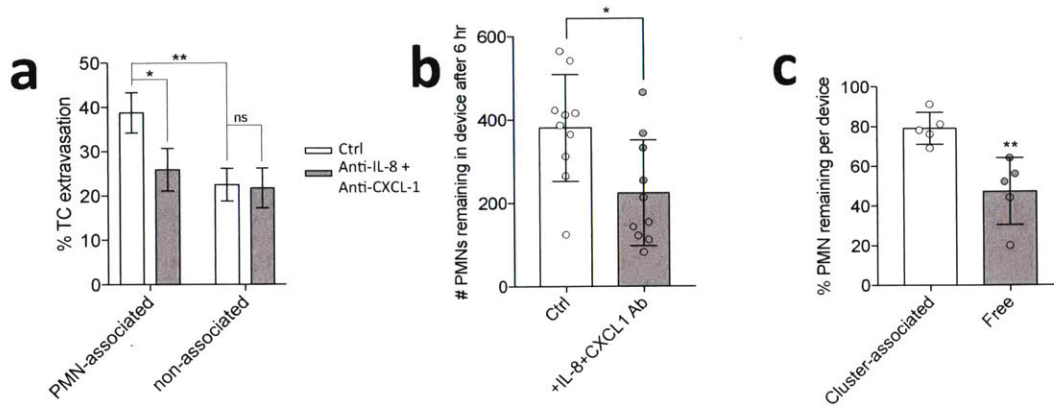 a
% TC extravasation
50
40
30
20
10
0
**
*
ns
PMN-associated
non-associated
Ctrl
Anti-IL-8 +
Anti-CXCL-1
b
# PMNs remaining in device after 6 hr
600
400
200
0
*
Ctrl
+IL-8+CXCL1 Ab
c
% PMN remaining per device
100
80
60
40
20
0
**
Cluster-associated
Free